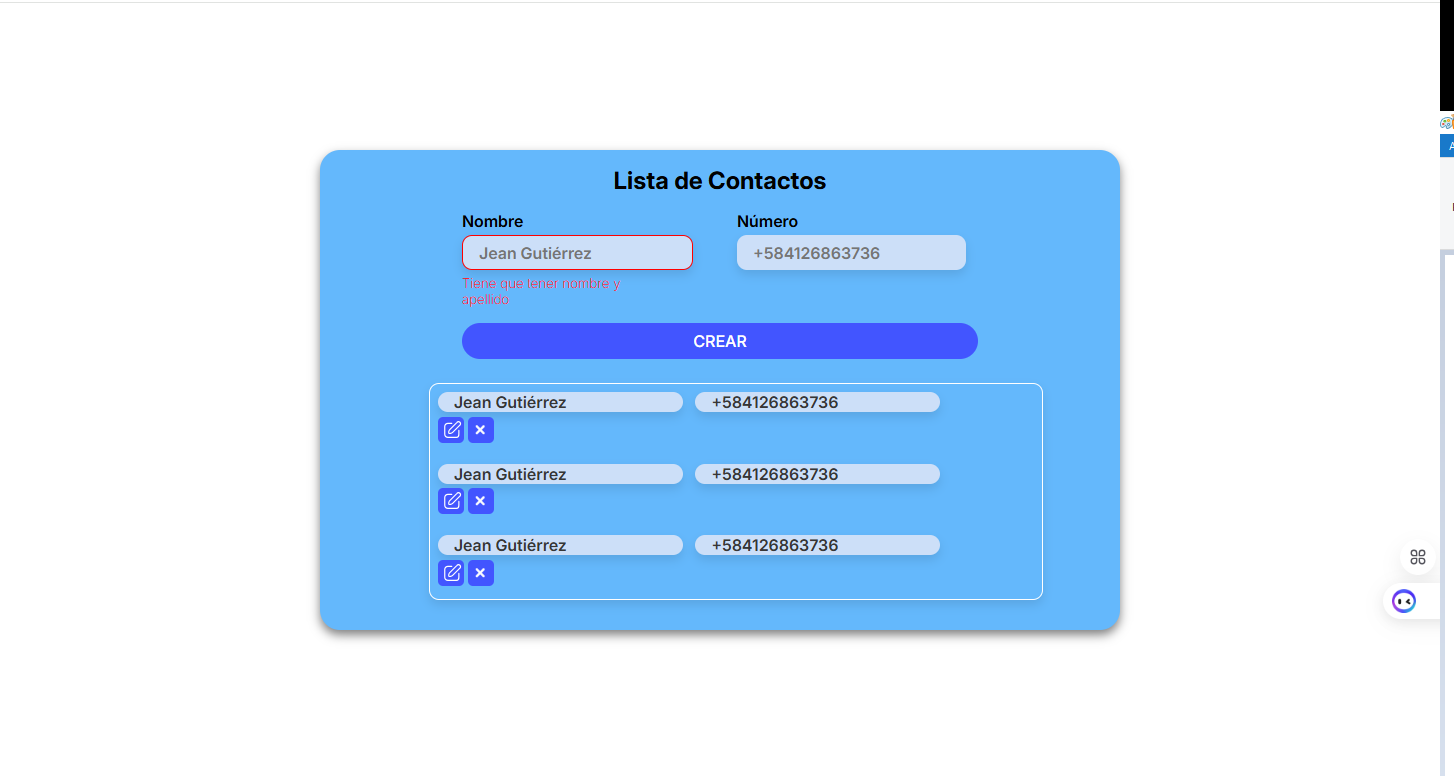 Lista de Contactos
Nombre Número
Jean Gutiérrez +584126863736
Tiene que tener nombre y
apellido
CREAR
Jean Gutiérrez +584126863736
Jean Gutiérrez +584126863736
Jean Gutiérrez +584126863736